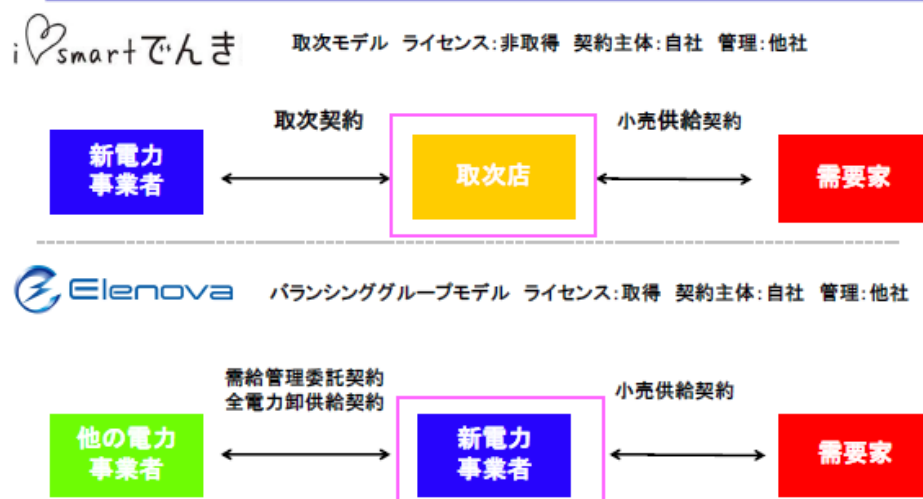 i♡smartでんき
取次モデル ライセンス:非取得 契約主体:自社 管理:他社
取次契約
小売供給契約
新電力
事業者
取次店
需要家
Elenova
バランシンググループモデル ライセンス:取得 契約主体:自社 管理:他社
需給管理委託契約
全電力卸供給契約
小売供給契約
他の電力
事業者
新電力
事業者
需要家